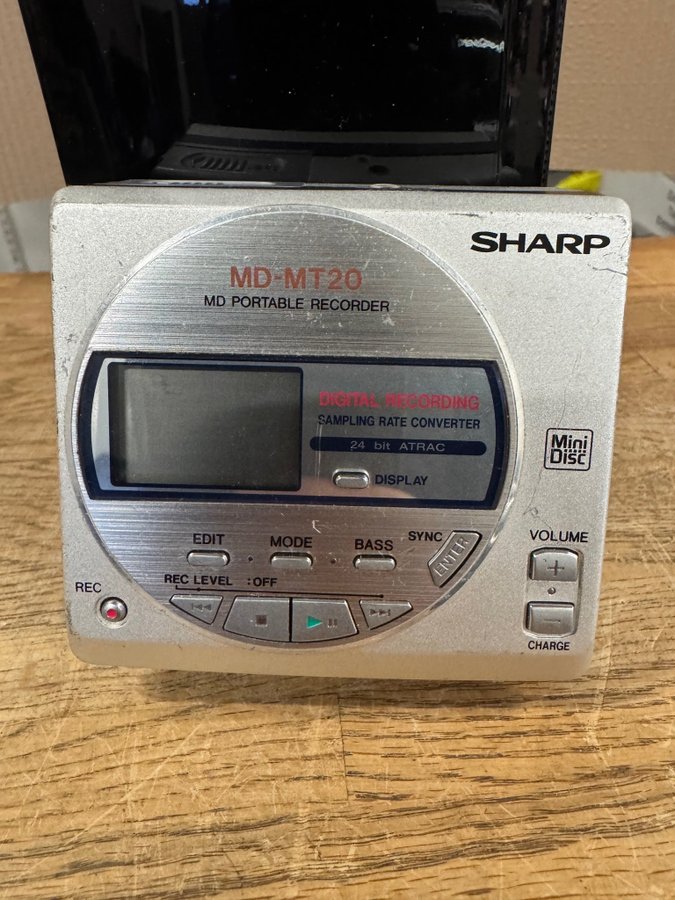 SHARP
MD-MT20
MD PORTABLE RECORDER
DIGITAL RECORDING
SAMPLING RATE CONVERTER
24 bit ATRAC
Mini
Disc
DISPLAY
EDIT
MODE
BASS
SYNC
ENTER
VOLUME
REC
REC LEVEL
:OFF
+
−
CHARGE